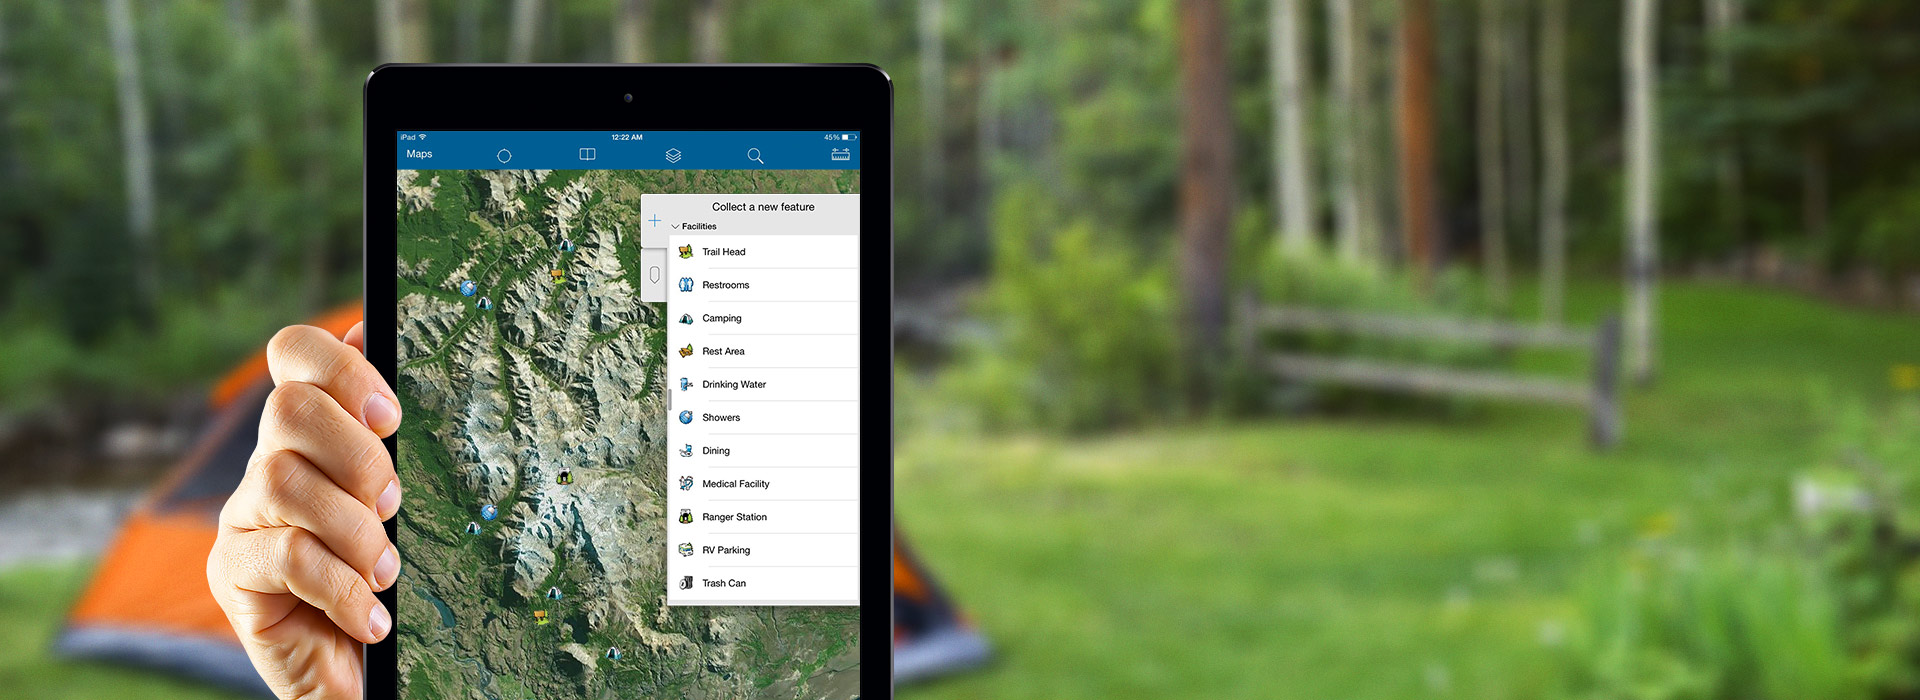 iPad 12:22 AM 45%
Maps
Collect a new feature
Facilities
Trail Head
Restrooms
Camping
Rest Area
Drinking Water
Showers
Dining
Medical Facility
Ranger Station
RV Parking
Trash Can